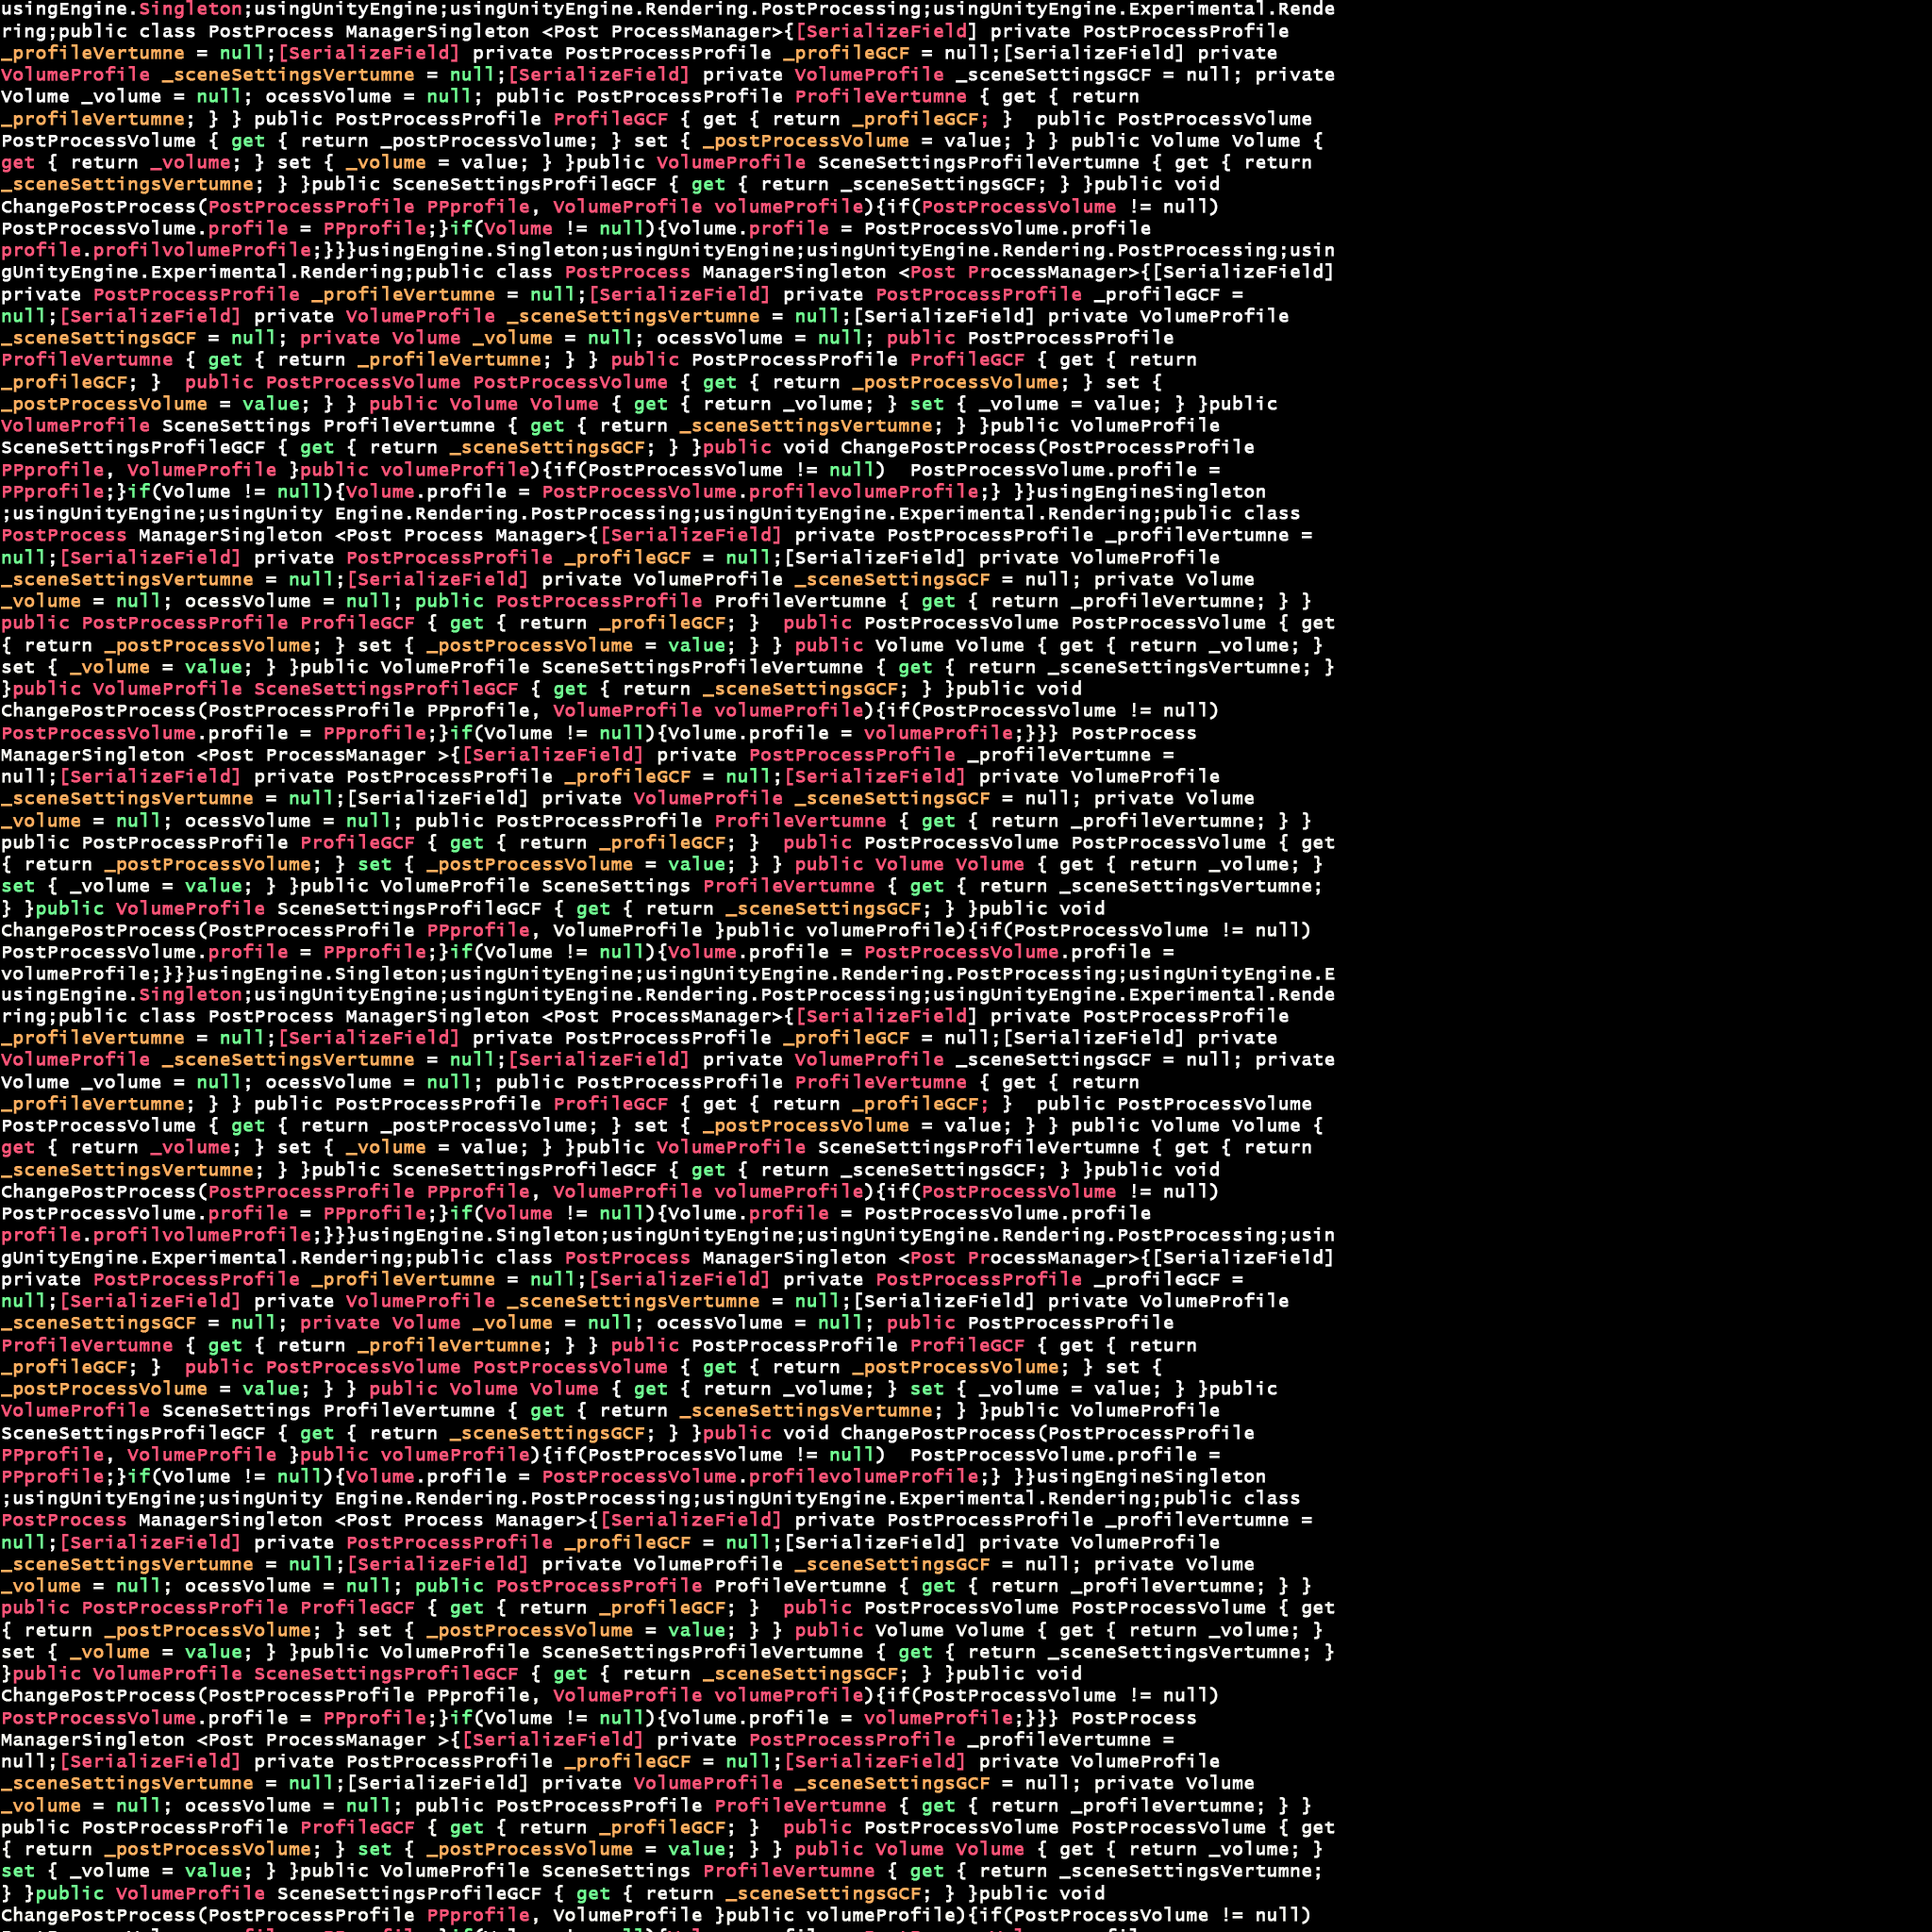 usingEngine.Singleton;usingUnityEngine;usingUnityEngine.Rendering.PostProcessing;usingUnityEngine.Experimental.Rende
ring;public class PostProcess ManagerSingleton <Post ProcessManager>{[SerializeField] private PostProcessProfile
_profileVertumne = null;[SerializeField] private PostProcessProfile _profileGCF = null;[SerializeField] private
VolumeProfile _sceneSettingsVertumne = null;[SerializeField] private VolumeProfile _sceneSettingsGCF = null; private
Volume _volume = null; ocessVolume = null; public PostProcessProfile ProfileVertumne { get { return
_profileVertumne; } } public PostProcessProfile ProfileGCF { get { return _profileGCF; }  public PostProcessVolume
PostProcessVolume { get { return _postProcessVolume; } set { _postProcessVolume = value; } } public Volume Volume {
get { return _volume; } set { _volume = value; } }public VolumeProfile SceneSettingsProfileVertumne { get { return
_sceneSettingsVertumne; } }public SceneSettingsProfileGCF { get { return _sceneSettingsGCF; } }public void
ChangePostProcess(PostProcessProfile PPprofile, VolumeProfile volumeProfile){if(PostProcessVolume != null)
PostProcessVolume.profile = PPprofile;}if(Volume != null){Volume.profile = PostProcessVolume.profile
profile.profilvolumeProfile;}}}usingEngine.Singleton;usingUnityEngine;usingUnityEngine.Rendering.PostProcessing;usin
gUnityEngine.Experimental.Rendering;public class PostProcess ManagerSingleton <Post ProcessManager>{[SerializeField]
private PostProcessProfile _profileVertumne = null;[SerializeField] private PostProcessProfile _profileGCF =
null;[SerializeField] private VolumeProfile _sceneSettingsVertumne = null;[SerializeField] private VolumeProfile
_sceneSettingsGCF = null; private Volume _volume = null; ocessVolume = null; public PostProcessProfile
ProfileVertumne { get { return _profileVertumne; } } public PostProcessProfile ProfileGCF { get { return
_profileGCF; }  public PostProcessVolume PostProcessVolume { get { return _postProcessVolume; } set {
_postProcessVolume = value; } } public Volume Volume { get { return _volume; } set { _volume = value; } }public
VolumeProfile SceneSettings ProfileVertumne { get { return _sceneSettingsVertumne; } }public VolumeProfile
SceneSettingsProfileGCF { get { return _sceneSettingsGCF; } }public void ChangePostProcess(PostProcessProfile
PPprofile, VolumeProfile }public volumeProfile){if(PostProcessVolume != null)  PostProcessVolume.profile =
PPprofile;}if(Volume != null){Volume.profile = PostProcessVolume.profilevolumeProfile;} }}usingEngineSingleton
;usingUnityEngine;usingUnity Engine.Rendering.PostProcessing;usingUnityEngine.Experimental.Rendering;public class
PostProcess ManagerSingleton <Post Process Manager>{[SerializeField] private PostProcessProfile _profileVertumne =
null;[SerializeField] private PostProcessProfile _profileGCF = null;[SerializeField] private VolumeProfile
_sceneSettingsVertumne = null;[SerializeField] private VolumeProfile _sceneSettingsGCF = null; private Volume
_volume = null; ocessVolume = null; public PostProcessProfile ProfileVertumne { get { return _profileVertumne; } }
public PostProcessProfile ProfileGCF { get { return _profileGCF; }  public PostProcessVolume PostProcessVolume { get
{ return _postProcessVolume; } set { _postProcessVolume = value; } } public Volume Volume { get { return _volume; }
set { _volume = value; } }public VolumeProfile SceneSettingsProfileVertumne { get { return _sceneSettingsVertumne; }
}public VolumeProfile SceneSettingsProfileGCF { get { return _sceneSettingsGCF; } }public void
ChangePostProcess(PostProcessProfile PPprofile, VolumeProfile volumeProfile){if(PostProcessVolume != null)
PostProcessVolume.profile = PPprofile;}if(Volume != null){Volume.profile = volumeProfile;}}} PostProcess
ManagerSingleton <Post ProcessManager >{[SerializeField] private PostProcessProfile _profileVertumne =
null;[SerializeField] private PostProcessProfile _profileGCF = null;[SerializeField] private VolumeProfile
_sceneSettingsVertumne = null;[SerializeField] private VolumeProfile _sceneSettingsGCF = null; private Volume
_volume = null; ocessVolume = null; public PostProcessProfile ProfileVertumne { get { return _profileVertumne; } }
public PostProcessProfile ProfileGCF { get { return _profileGCF; }  public PostProcessVolume PostProcessVolume { get
{ return _postProcessVolume; } set { _postProcessVolume = value; } } public Volume Volume { get { return _volume; }
set { _volume = value; } }public VolumeProfile SceneSettings ProfileVertumne { get { return _sceneSettingsVertumne;
} }public VolumeProfile SceneSettingsProfileGCF { get { return _sceneSettingsGCF; } }public void
ChangePostProcess(PostProcessProfile PPprofile, VolumeProfile }public volumeProfile){if(PostProcessVolume != null)
PostProcessVolume.profile = PPprofile;}if(Volume != null){Volume.profile = PostProcessVolume.profile =
volumeProfile;}}}usingEngine.Singleton;usingUnityEngine;usingUnityEngine.Rendering.PostProcessing;usingUnityEngine.E
usingEngine.Singleton;usingUnityEngine;usingUnityEngine.Rendering.PostProcessing;usingUnityEngine.Experimental.Rende
ring;public class PostProcess ManagerSingleton <Post ProcessManager>{[SerializeField] private PostProcessProfile
_profileVertumne = null;[SerializeField] private PostProcessProfile _profileGCF = null;[SerializeField] private
VolumeProfile _sceneSettingsVertumne = null;[SerializeField] private VolumeProfile _sceneSettingsGCF = null; private
Volume _volume = null; ocessVolume = null; public PostProcessProfile ProfileVertumne { get { return
_profileVertumne; } } public PostProcessProfile ProfileGCF { get { return _profileGCF; }  public PostProcessVolume
PostProcessVolume { get { return _postProcessVolume; } set { _postProcessVolume = value; } } public Volume Volume {
get { return _volume; } set { _volume = value; } }public VolumeProfile SceneSettingsProfileVertumne { get { return
_sceneSettingsVertumne; } }public SceneSettingsProfileGCF { get { return _sceneSettingsGCF; } }public void
ChangePostProcess(PostProcessProfile PPprofile, VolumeProfile volumeProfile){if(PostProcessVolume != null)
PostProcessVolume.profile = PPprofile;}if(Volume != null){Volume.profile = PostProcessVolume.profile
profile.profilvolumeProfile;}}}usingEngine.Singleton;usingUnityEngine;usingUnityEngine.Rendering.PostProcessing;usin
gUnityEngine.Experimental.Rendering;public class PostProcess ManagerSingleton <Post ProcessManager>{[SerializeField]
private PostProcessProfile _profileVertumne = null;[SerializeField] private PostProcessProfile _profileGCF =
null;[SerializeField] private VolumeProfile _sceneSettingsVertumne = null;[SerializeField] private VolumeProfile
_sceneSettingsGCF = null; private Volume _volume = null; ocessVolume = null; public PostProcessProfile
ProfileVertumne { get { return _profileVertumne; } } public PostProcessProfile ProfileGCF { get { return
_profileGCF; }  public PostProcessVolume PostProcessVolume { get { return _postProcessVolume; } set {
_postProcessVolume = value; } } public Volume Volume { get { return _volume; } set { _volume = value; } }public
VolumeProfile SceneSettings ProfileVertumne { get { return _sceneSettingsVertumne; } }public VolumeProfile
SceneSettingsProfileGCF { get { return _sceneSettingsGCF; } }public void ChangePostProcess(PostProcessProfile
PPprofile, VolumeProfile }public volumeProfile){if(PostProcessVolume != null)  PostProcessVolume.profile =
PPprofile;}if(Volume != null){Volume.profile = PostProcessVolume.profilevolumeProfile;} }}usingEngineSingleton
;usingUnityEngine;usingUnity Engine.Rendering.PostProcessing;usingUnityEngine.Experimental.Rendering;public class
PostProcess ManagerSingleton <Post Process Manager>{[SerializeField] private PostProcessProfile _profileVertumne =
null;[SerializeField] private PostProcessProfile _profileGCF = null;[SerializeField] private VolumeProfile
_sceneSettingsVertumne = null;[SerializeField] private VolumeProfile _sceneSettingsGCF = null; private Volume
_volume = null; ocessVolume = null; public PostProcessProfile ProfileVertumne { get { return _profileVertumne; } }
public PostProcessProfile ProfileGCF { get { return _profileGCF; }  public PostProcessVolume PostProcessVolume { get
{ return _postProcessVolume; } set { _postProcessVolume = value; } } public Volume Volume { get { return _volume; }
set { _volume = value; } }public VolumeProfile SceneSettingsProfileVertumne { get { return _sceneSettingsVertumne; }
}public VolumeProfile SceneSettingsProfileGCF { get { return _sceneSettingsGCF; } }public void
ChangePostProcess(PostProcessProfile PPprofile, VolumeProfile volumeProfile){if(PostProcessVolume != null)
PostProcessVolume.profile = PPprofile;}if(Volume != null){Volume.profile = volumeProfile;}}} PostProcess
ManagerSingleton <Post ProcessManager >{[SerializeField] private PostProcessProfile _profileVertumne =
null;[SerializeField] private PostProcessProfile _profileGCF = null;[SerializeField] private VolumeProfile
_sceneSettingsVertumne = null;[SerializeField] private VolumeProfile _sceneSettingsGCF = null; private Volume
_volume = null; ocessVolume = null; public PostProcessProfile ProfileVertumne { get { return _profileVertumne; } }
public PostProcessProfile ProfileGCF { get { return _profileGCF; }  public PostProcessVolume PostProcessVolume { get
{ return _postProcessVolume; } set { _postProcessVolume = value; } } public Volume Volume { get { return _volume; }
set { _volume = value; } }public VolumeProfile SceneSettings ProfileVertumne { get { return _sceneSettingsVertumne;
} }public VolumeProfile SceneSettingsProfileGCF { get { return _sceneSettingsGCF; } }public void
ChangePostProcess(PostProcessProfile PPprofile, VolumeProfile }public volumeProfile){if(PostProcessVolume != null)